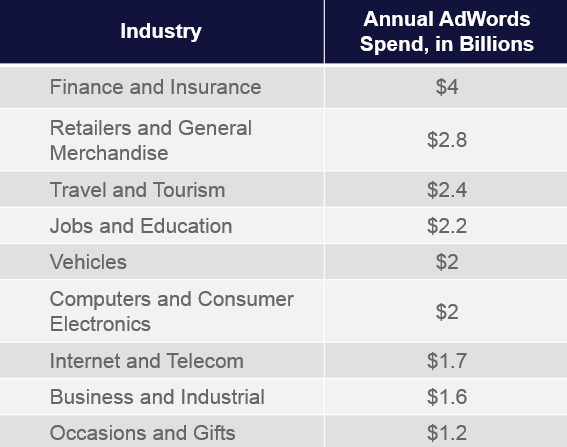 Industry
Annual AdWords
Spend, in Billions
Finance and Insurance
$4
Retailers and General
Merchandise
$2.8
Travel and Tourism
$2.4
Jobs and Education
$2.2
Vehicles
$2
Computers and Consumer
Electronics
$2
Internet and Telecom
$1.7
Business and Industrial
$1.6
Occasions and Gifts
$1.2